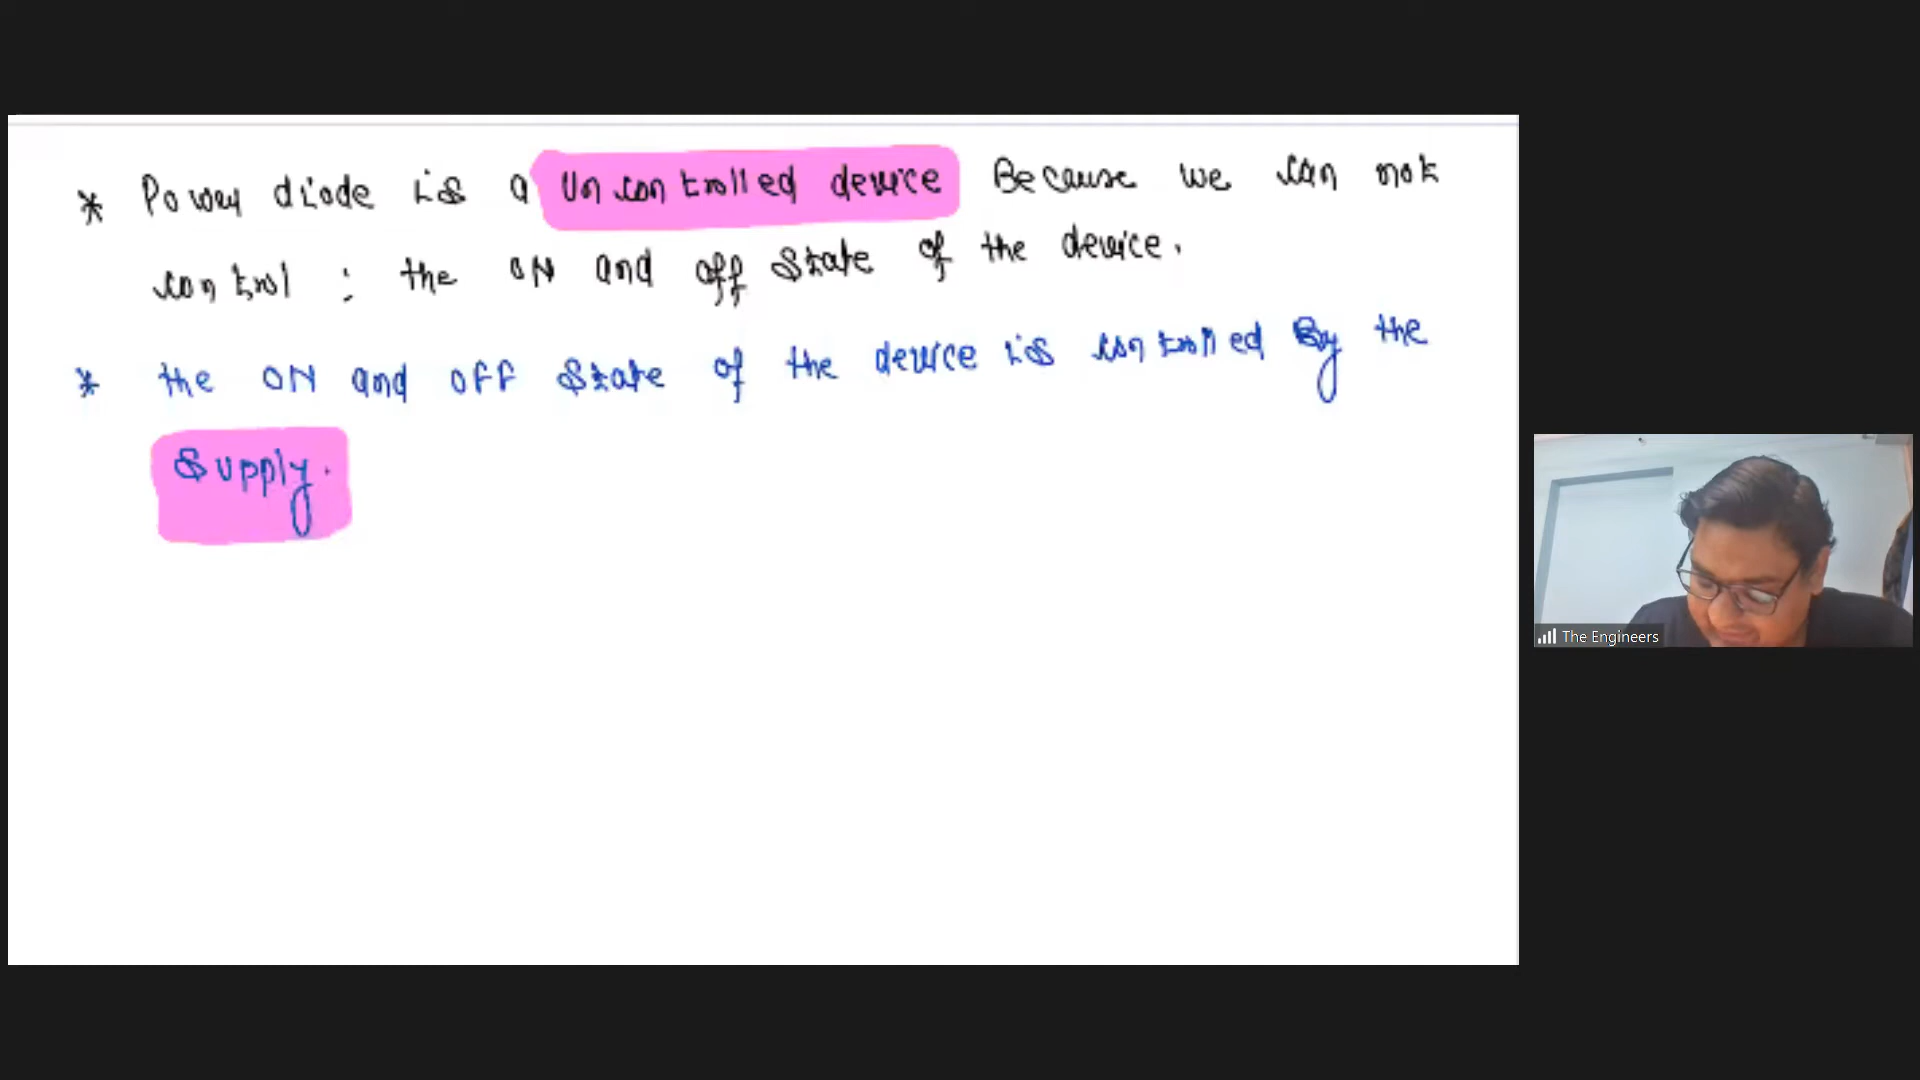 * Power diode is a Uncontrolled device Because we can not
control : the ON and off State of the device.
* the ON and OFF State of the device is controlled By the
Supply.
The Engineers